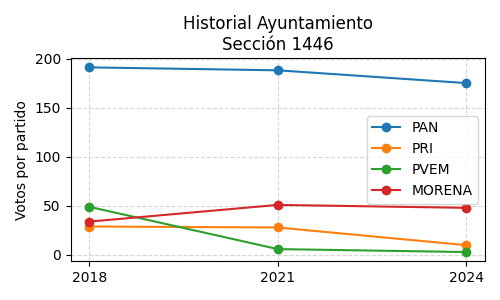 Historial Ayuntamiento
Sección 1446
Votos por partido
200
150
100
50
0
2018
2021
2024
PAN
PRI
PVEM
MORENA